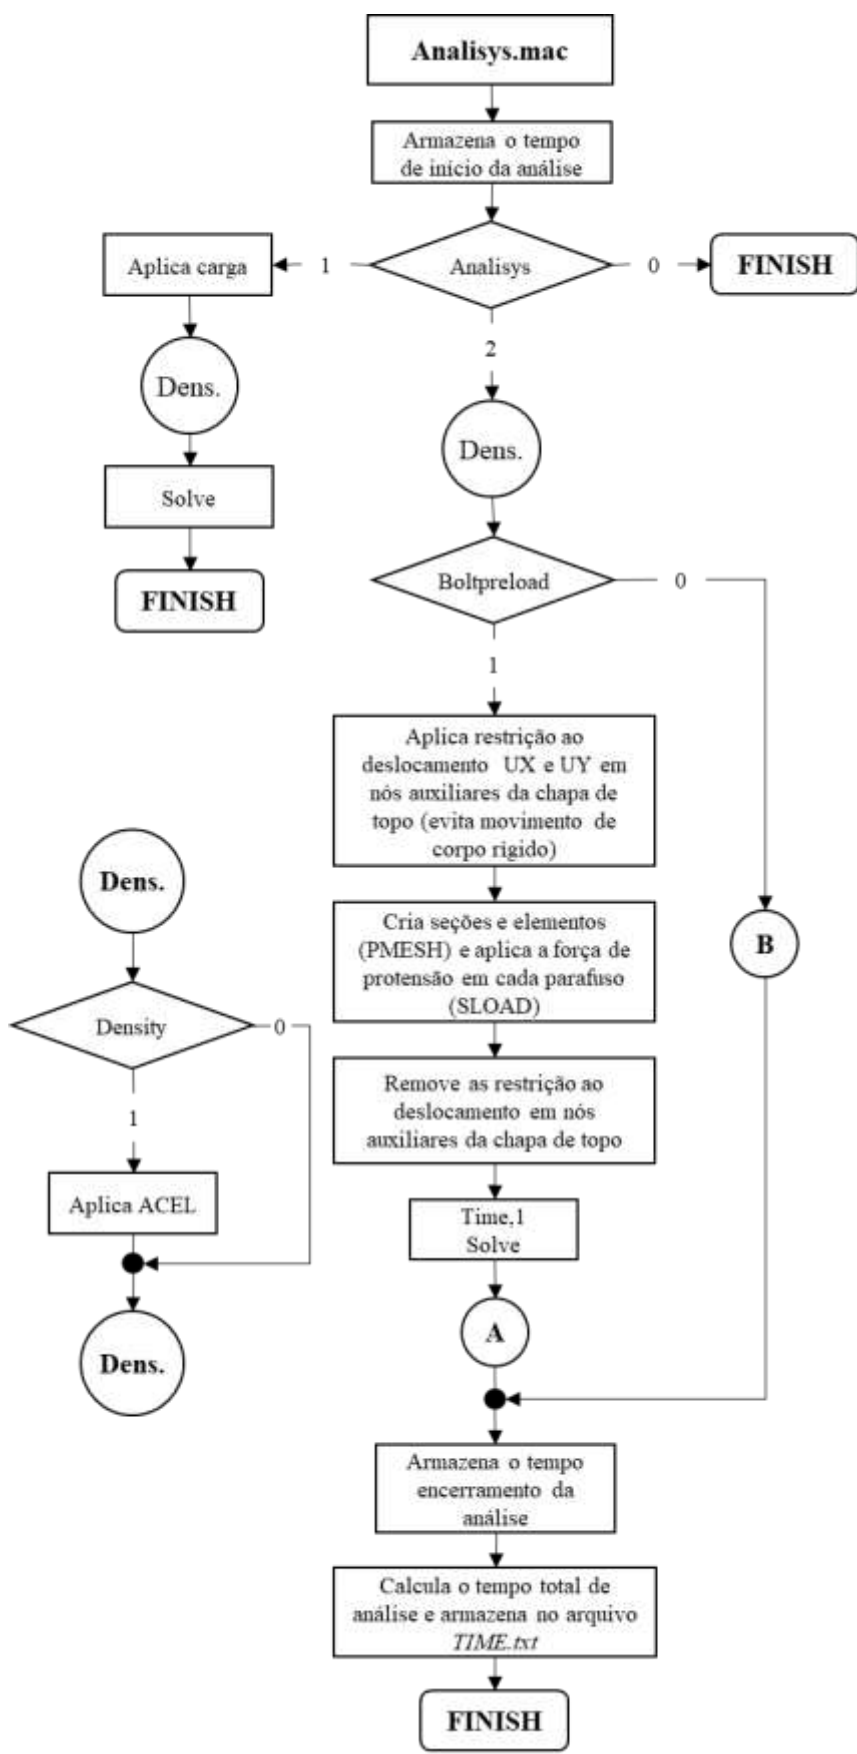 Analisys.mac
Armazena o tempo
de início da análise
Aplica carga
1
Analisys
0
FINISH
2
Dens.
Dens.
Solve
FINISH
Boltpreload
0
1
Aplica restrição ao
deslocamento UX e UY em
nós auxiliares da chapa de
topo (evita movimento de
corpo rígido)
Dens.
Cria seções e elementos
(PMESH) e aplica a força de
protensão em cada parafuso
(SLOAD)
B
Density
0
1
Remove as restrição ao
deslocamento em nós
auxiliares da chapa de topo
Aplica ACEL
Time,1
Solve
A
Dens.
Armazena o tempo
encerramento da
análise
Calcula o tempo total de
análise e armazena no arquivo
TIME.txt
FINISH